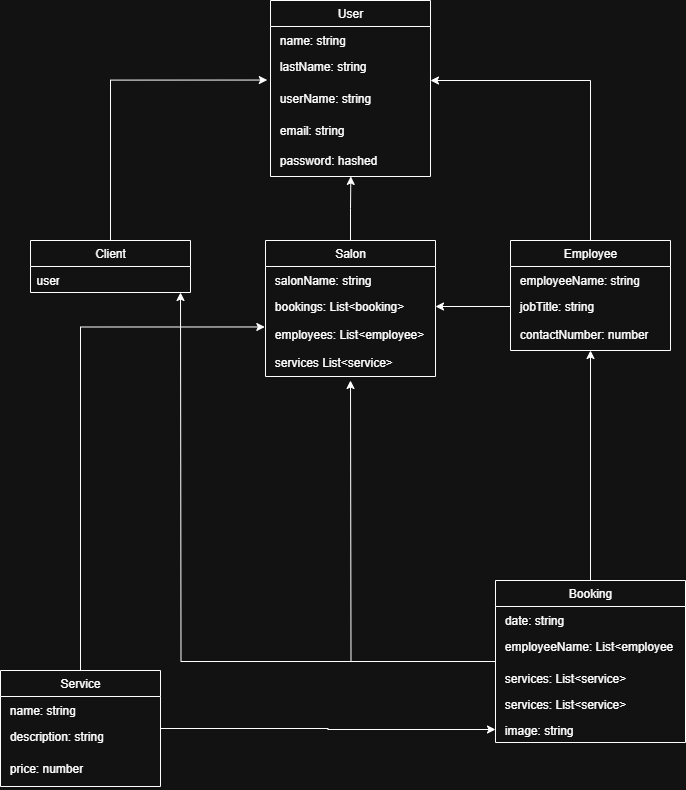 User
name: string
lastName: string
userName: string
email: string
password: hashed
Client
user
Salon
salonName: string
bookings: List<booking>
employees: List<employee>
services List<service>
Employee
employeeName: string
jobTitle: string
contactNumber: number
Booking
date: string
employeeName: List<employee
services: List<service>
services: List<service>
image: string
Service
name: string
description: string
price: number